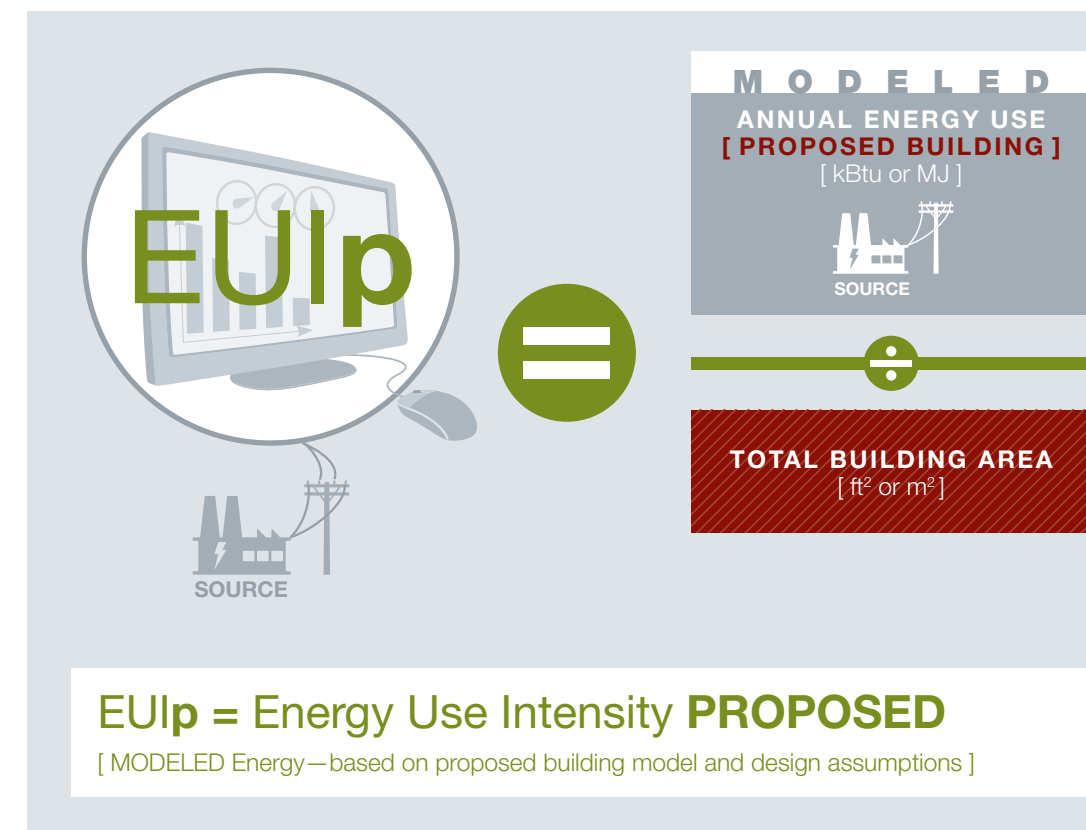 EUIp
SOURCE
=
MODELED
ANNUAL ENERGY USE
[ PROPOSED BUILDING ]
[ kBtu or MJ ]
SOURCE
÷
TOTAL BUILDING AREA
[ ft² or m² ]
EUIp = Energy Use Intensity PROPOSED
[ MODELED Energy—based on proposed building model and design assumptions ]